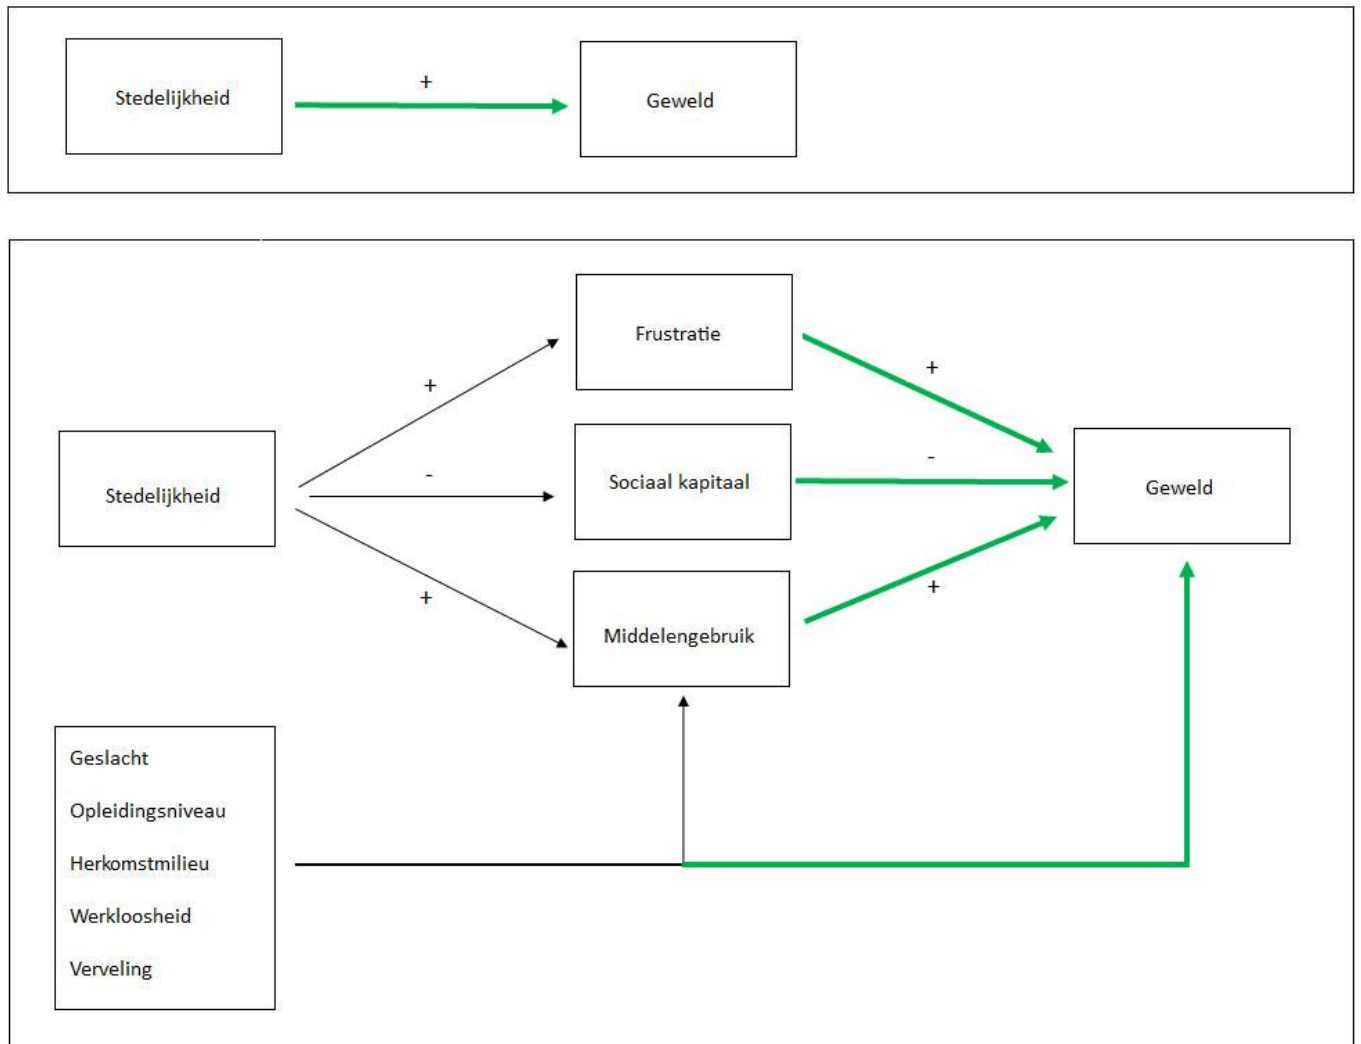 Stedelijkheid
+
Geweld
Frustratie
+
+
Stedelijkheid
-
Sociaal kapitaal
-
Geweld
+
Middelengebruik
+
Geslacht
Opleidingsniveau
Herkomstmilieu
Werkloosheid
Verveling